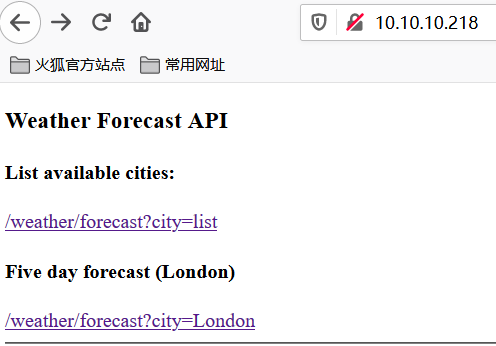 10.10.10.218
火狐官方站点 常用网址
Weather Forecast API
List available cities:
/weather/forecast?city=list
Five day forecast (London)
/weather/forecast?city=London